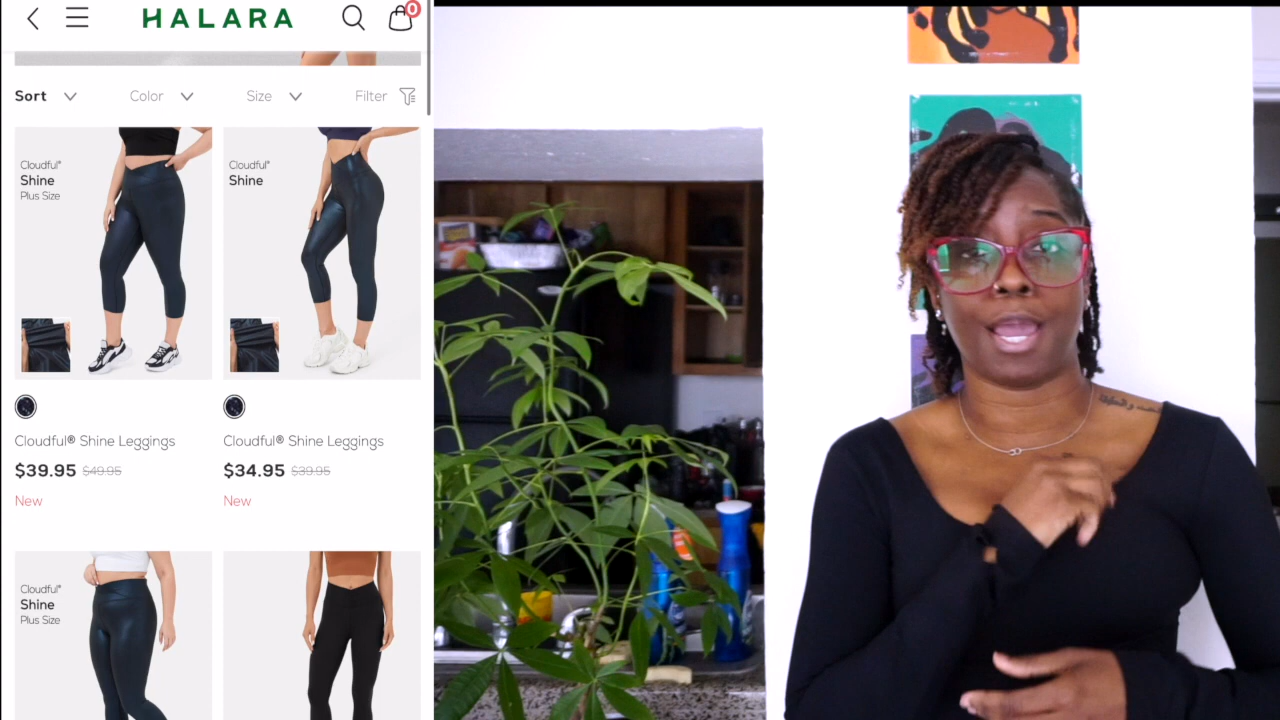 HALARA
0
Sort
Color
Size
Filter
Cloudful®
Shine
Plus Size
Cloudful®
Shine
Cloudful® Shine Leggings
$39.95 $49.95
New
Cloudful® Shine Leggings
$34.95 $39.95
New
Cloudful®
Shine
Plus Size